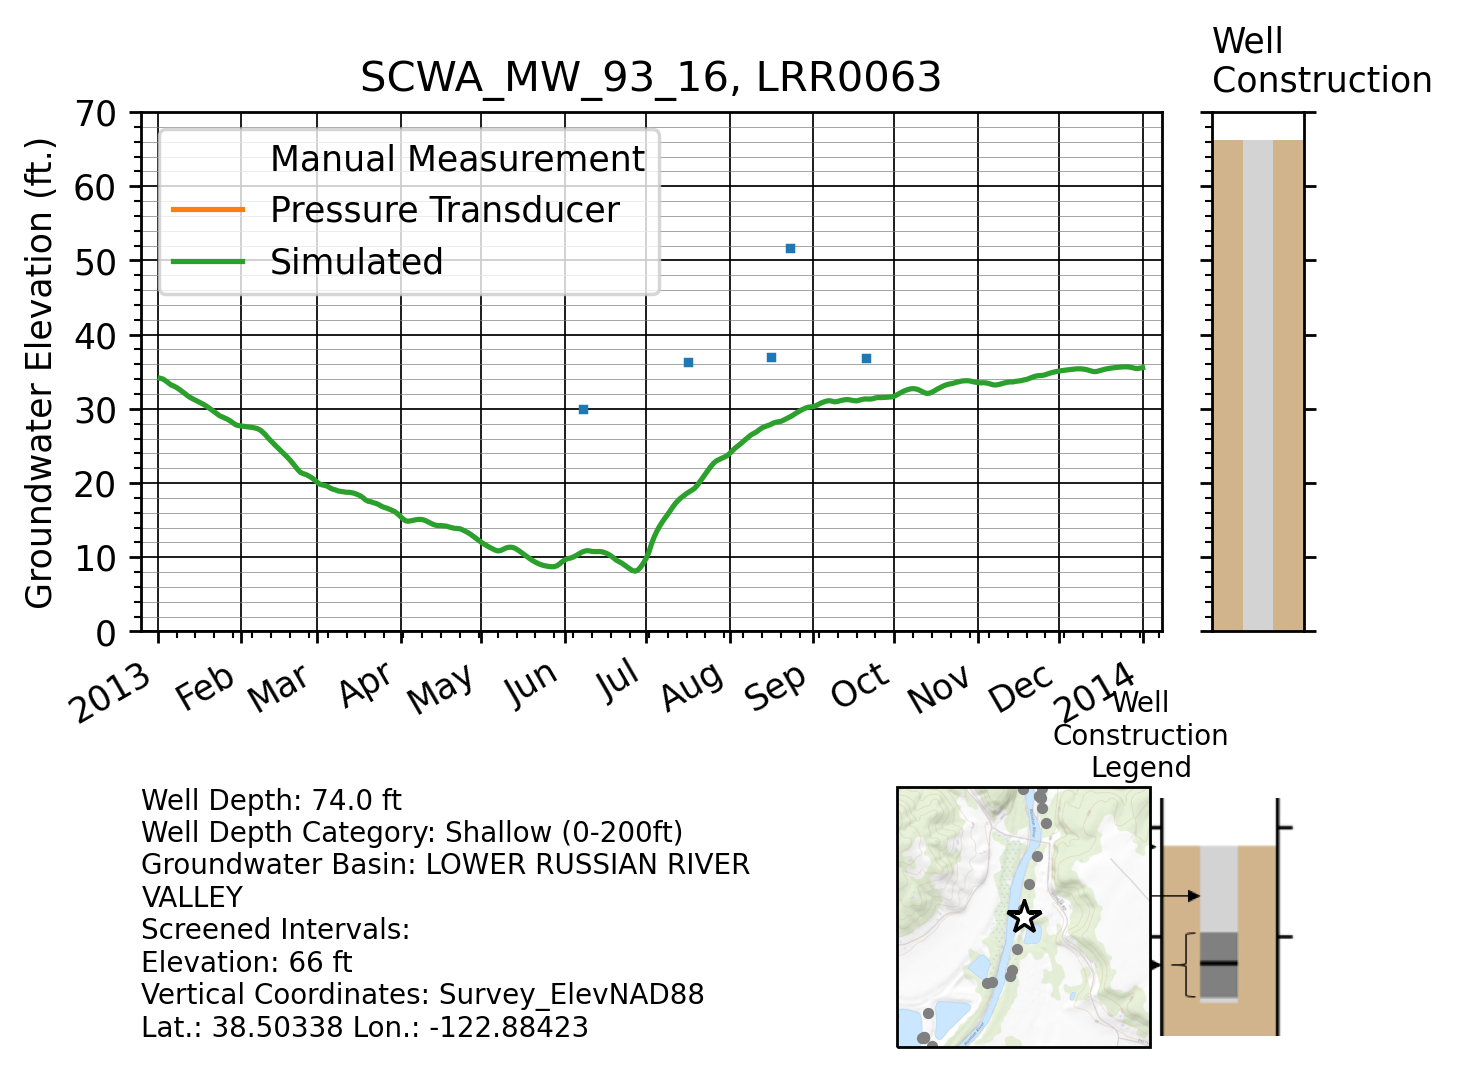 Well
Construction
SCWA_MW_93_16, LRR0063
Groundwater Elevation (ft.)
70
60
50
40
30
20
10
0
Manual Measurement
Pressure Transducer
Simulated
2013
Feb
Mar
Apr
May
Jun
Jul
Aug
Sep
Oct
Nov
Dec
2014
Well
Construction
Legend
Well Depth: 74.0 ft
Well Depth Category: Shallow (0-200ft)
Groundwater Basin: LOWER RUSSIAN RIVER
VALLEY
Screened Intervals:
Elevation: 66 ft
Vertical Coordinates: Survey_ElevNAD88
Lat.: 38.50338 Lon.: -122.88423